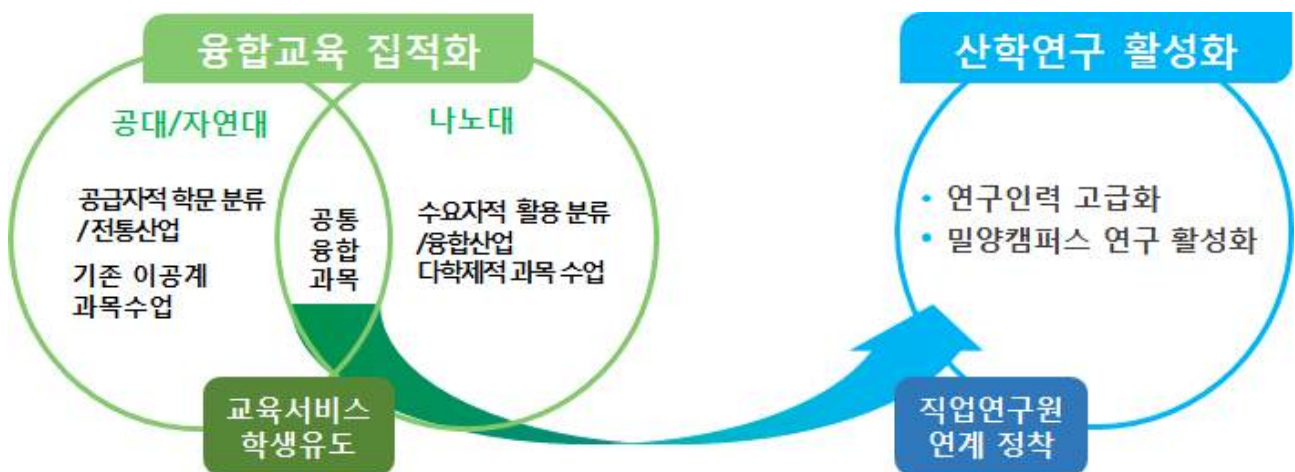 융합교육 집적화
공대/자연대
공급자적 학문 분류
/ 전통산업
기존 이공계
과목수업
공통
융합
과목
나노대
수요자적 활용 분류
/융합산업
다학제적 과목 수업
교육서비스
학생유도
산학연구 활성화
• 연구인력 고급화
• 밀양캠퍼스 연구 활성화
직업연구원
연계 정착